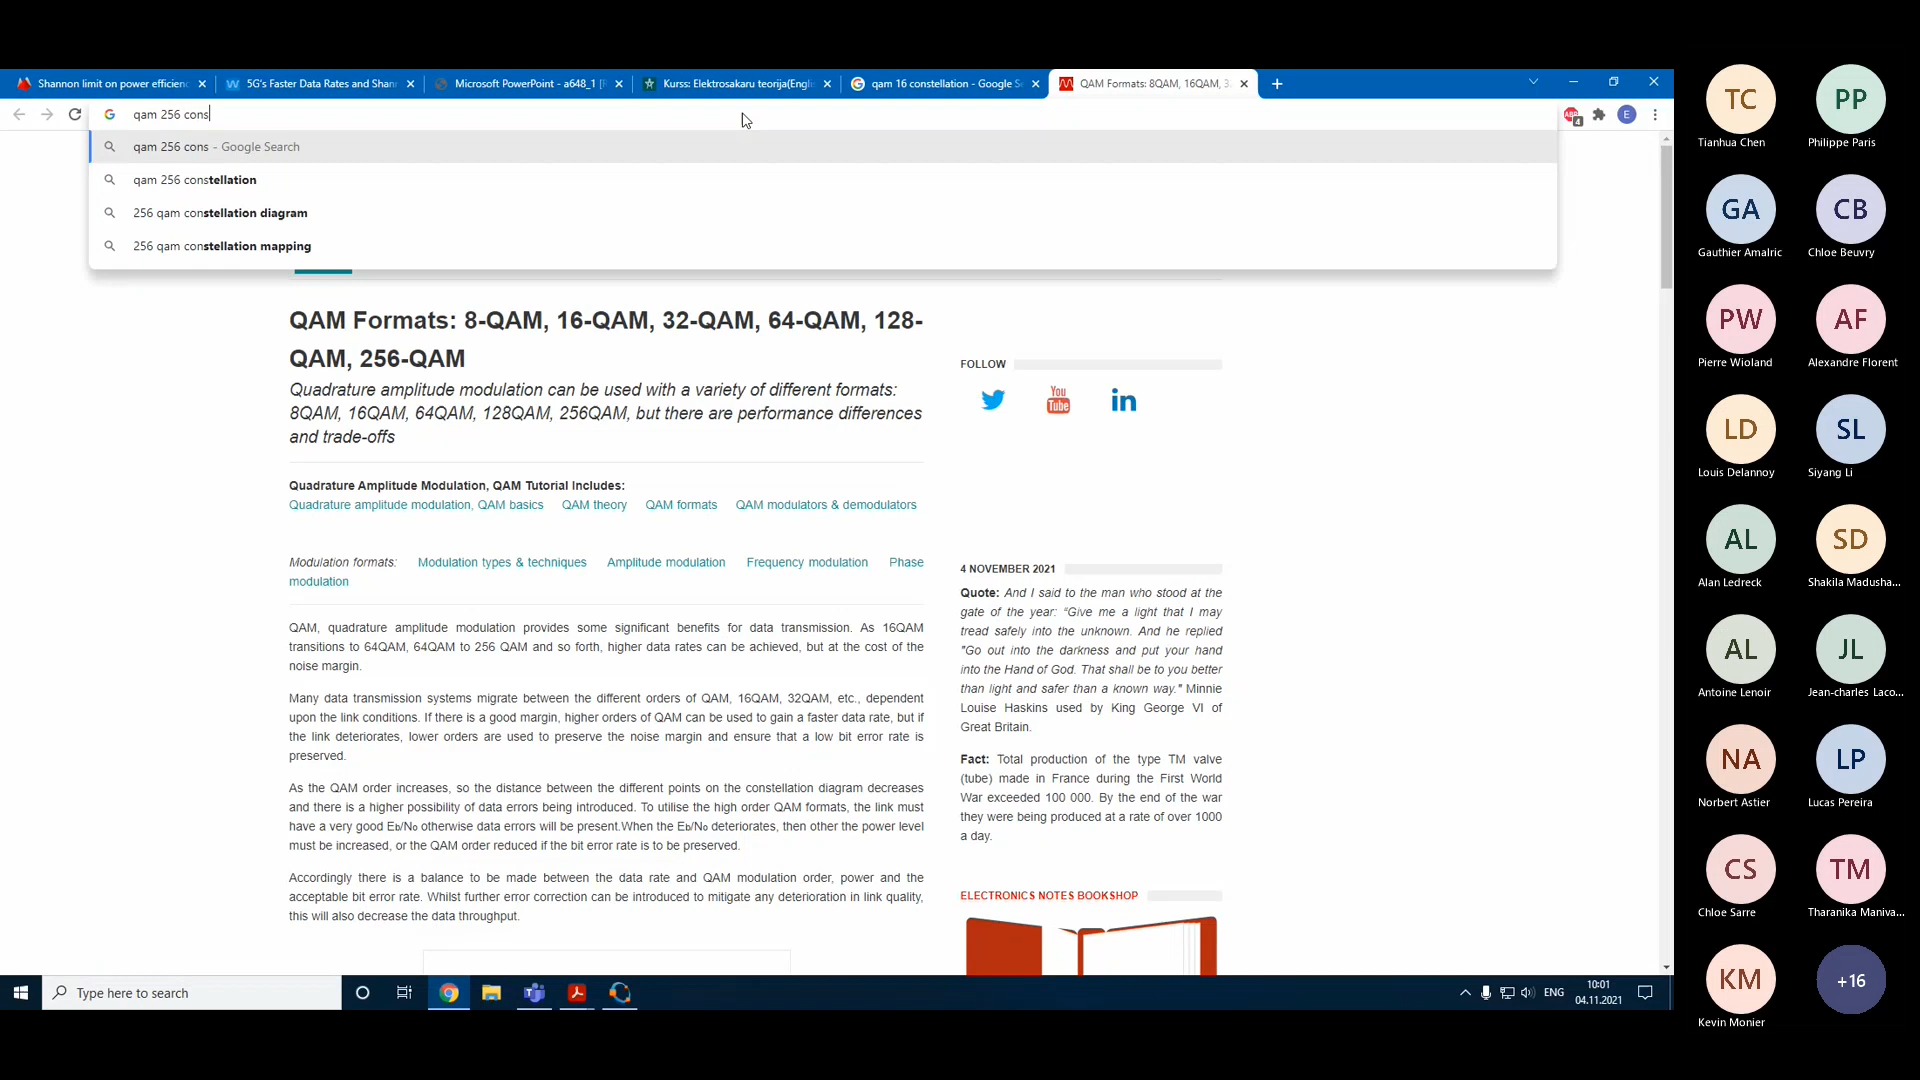 Shannon limit on power efficienc
5G's Faster Data Rates and Shann
Microsoft PowerPoint - a648_1 [
Kurss: Elektrosakaru teorija(Engli
qam 16 constellation - Google Se
QAM Formats: 8QAM, 16QAM, 3
qam 256 cons
E
4
qam 256 cons - Google Search
qam 256 constellation
256 qam constellation diagram
256 qam constellation mapping
QAM Formats: 8-QAM, 16-QAM, 32-QAM, 64-QAM, 128-
QAM, 256-QAM
Quadrature amplitude modulation can be used with a variety of different formats:
8QAM, 16QAM, 64QAM, 128QAM, 256QAM, but there are performance differences
and trade-offs
Quadrature Amplitude Modulation, QAM Tutorial Includes:
Quadrature amplitude modulation, QAM basics QAM theory QAM formats QAM modulators & demodulators
Modulation formats: Modulation types & techniques Amplitude modulation Frequency modulation Phase
modulation
QAM, quadrature amplitude modulation provides some significant benefits for data transmission. As 16QAM
transitions to 64QAM, 64QAM to 256 QAM and so forth, higher data rates can be achieved, but at the cost of the
noise margin.
Many data transmission systems migrate between the different orders of QAM, 16QAM, 32QAM, etc., dependent
upon the link conditions. If there is a good margin, higher orders of QAM can be used to gain a faster data rate, but if
the link deteriorates, lower orders are used to preserve the noise margin and ensure that a low bit error rate is
preserved.
As the QAM order increases, so the distance between the different points on the constellation diagram decreases
and there is a higher possibility of data errors being introduced. To utilise the high order QAM formats, the link must
have a very good Eb/No otherwise data errors will be present.When the Eb/No deteriorates, then other the power level
must be increased, or the QAM order reduced if the bit error rate is to be preserved.
Accordingly there is a balance to be made between the data rate and QAM modulation order, power and the
acceptable bit error rate. Whilst further error correction can be introduced to mitigate any deterioration in link quality,
this will also decrease the data throughput.
FOLLOW
You
Tube
in
4 NOVEMBER 2021
Quote: And I said to the man who stood at the
gate of the year: "Give me a light that I may
tread safely into the unknown. And he replied
"Go out into the darkness and put your hand
into the Hand of God. That shall be to you better
than light and safer than a known way." Minnie
Louise Haskins used by King George VI of
Great Britain.
Fact: Total production of the type TM valve
(tube) made in France during the First World
War exceeded 100 000. By the end of the war
they were being produced at a rate of over 1000
a day.
ELECTRONICS NOTES BOOKSHOP
Type here to search
ENG
10:01
04.11.2021
TC
Tianhua Chen
PP
Philippe Paris
GA
Gauthier Amalric
CB
Chloe Beuvry
PW
Pierre Wioland
AF
Alexandre Florent
LD
Louis Delannoy
SL
Siyang Li
AL
Alan Ledreck
SD
Shakila Madusha...
AL
Antoine Lenoir
JL
Jean-charles Laco...
NA
Norbert Astier
LP
Lucas Pereira
CS
Chloe Sarre
TM
Tharanika Maniva...
KM
Kevin Monier
+16